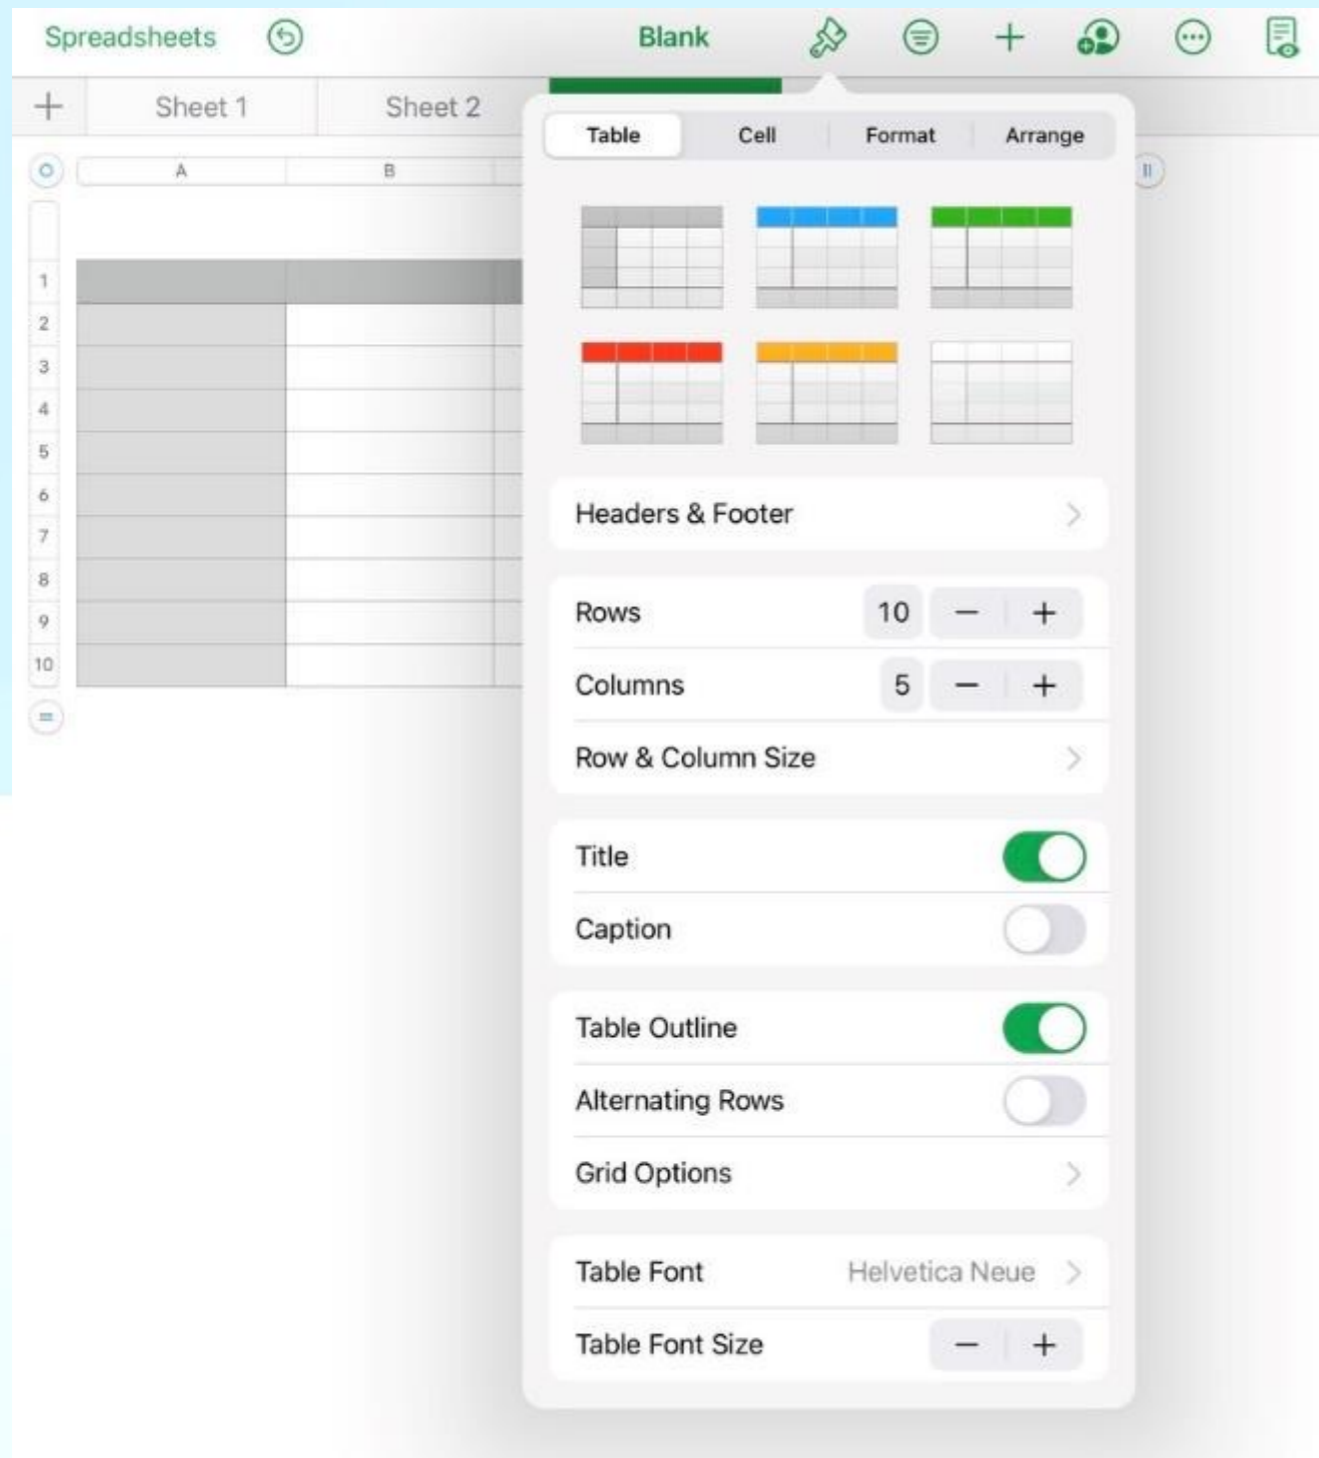 Spreadsheets Blank
Sheet 1 Sheet 2
Table Cell Format Arrange
A B
1
2
3
4
5
6
7
8
9
10
Headers & Footer
Rows 10 − +
Columns 5 − +
Row & Column Size
Title
Caption
Table Outline
Alternating Rows
Grid Options
Table Font Helvetica Neue
Table Font Size − +